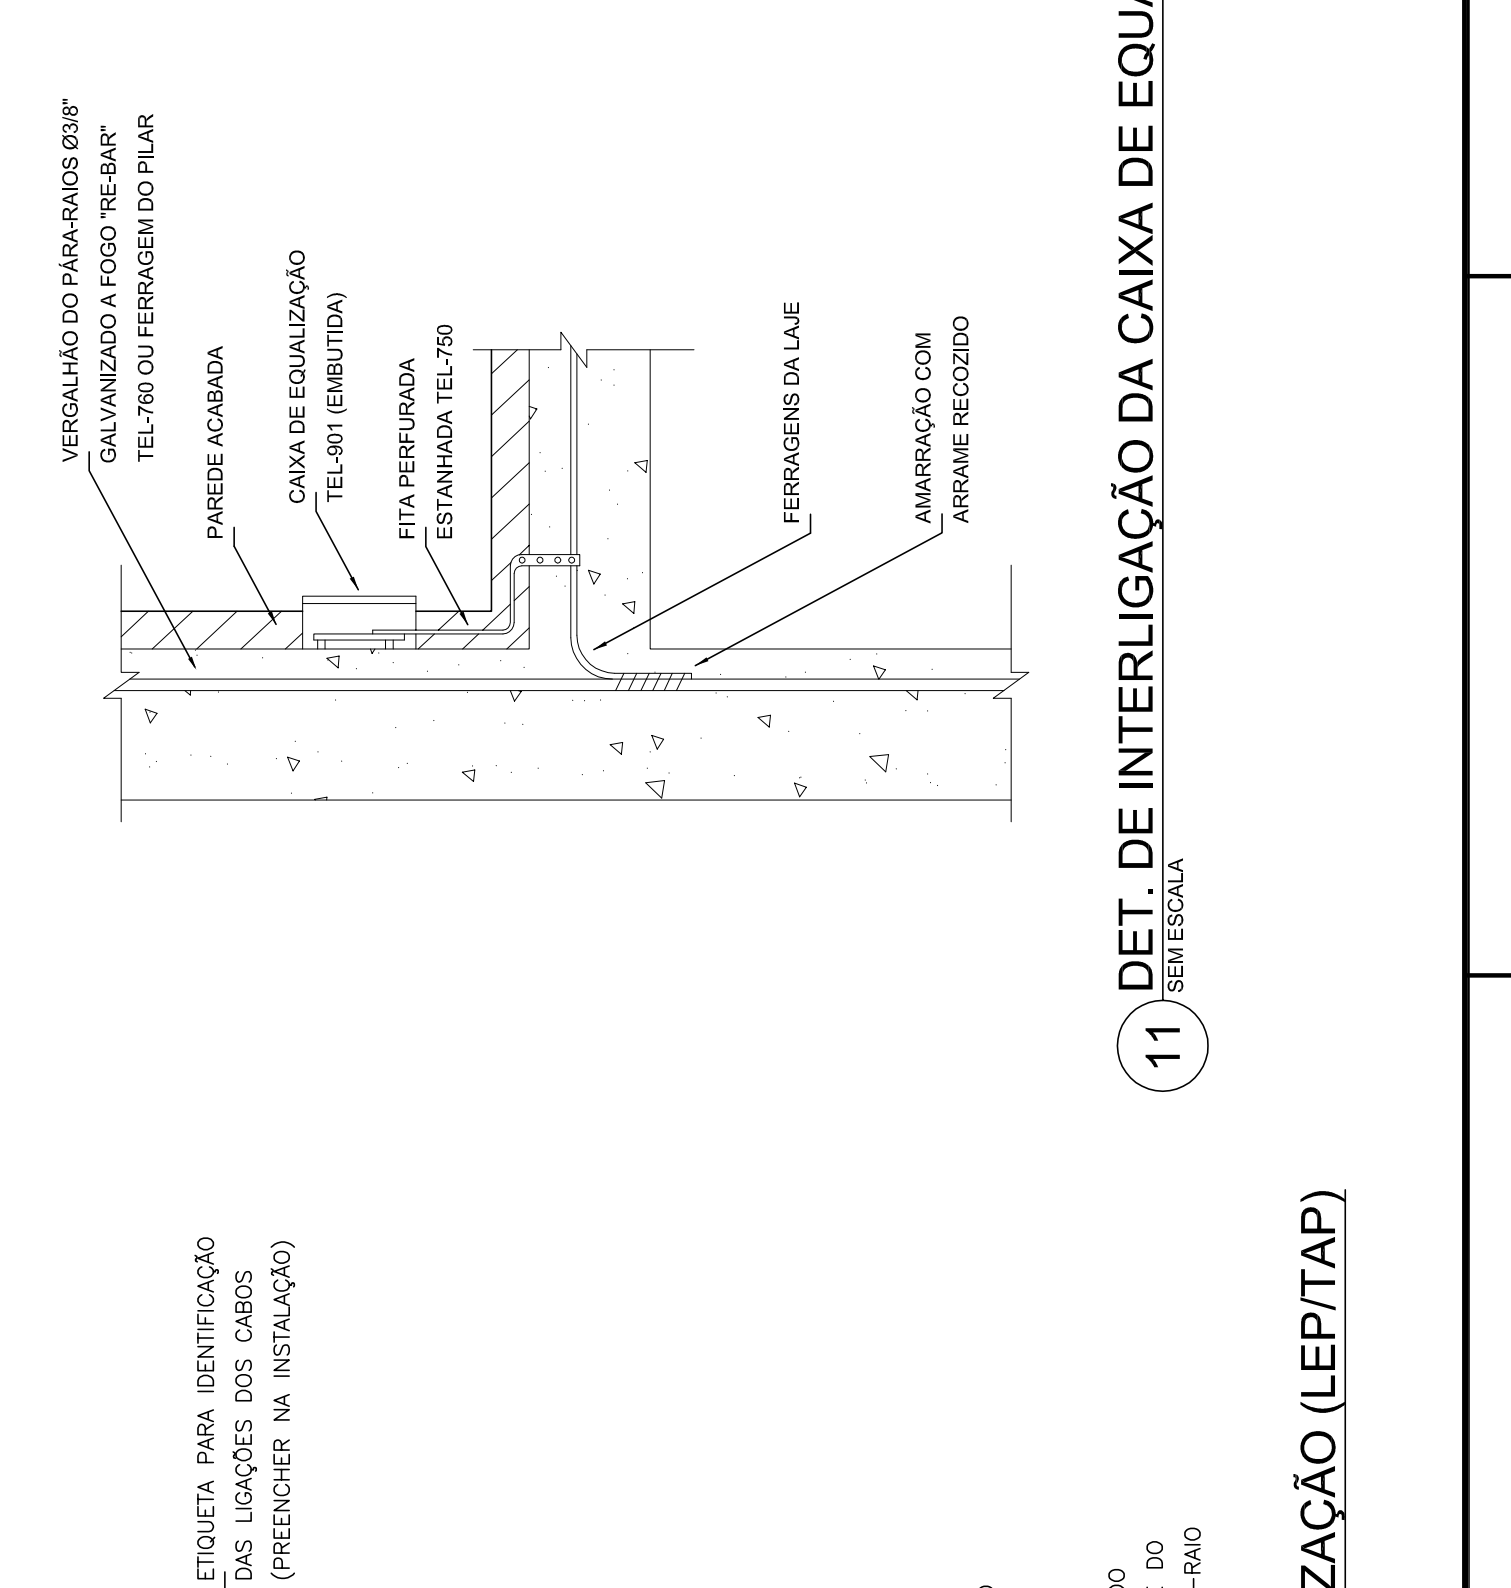 VERGALHÃO DO PÁRA-RAIOS Ø3/8"
GALVANIZADO A FOGO "RE-BAR"
TEL-760 OU FERRAGEM DO PILAR
PAREDE ACABADA
CAIXA DE EQUALIZAÇÃO
TEL-901 (EMBUTIDA)
FITA PERFURADA
ESTANHADA TEL-750
FERRAGENS DA LAJE
AMARRAÇÃO COM
ARRAME RECOZIDO
11
DET. DE INTERLIGAÇÃO DA CAIXA DE EQUA
SEM ESCALA
ETIQUETA PARA IDENTIFICAÇÃO
DAS LIGAÇÕES DOS CABOS
(PREENCHER NA INSTALAÇÃO)
DO
-RAIO
ZAÇÃO (LEP/TAP)